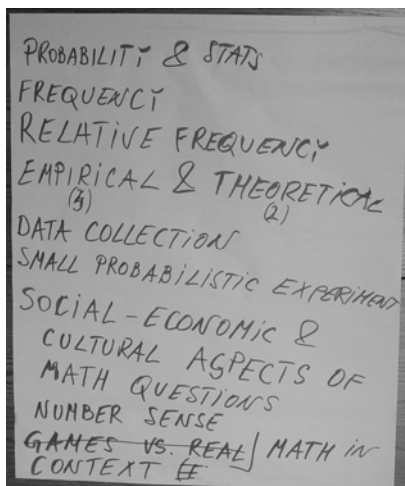 PROBABILITY & STATS
FREQUENCY
RELATIVE FREQUENCY
EMPIRICAL & THEORETICAL
(2)
DATA COLLECTION
SMALL PROBABILISTIC EXPERIMENT
SOCIAL-ECONOMIC &
CULTURAL ASPECTS OF
MATH QUESTIONS
NUMBER SENSE
GAMES VS. REAL MATH IN
CONTEXT